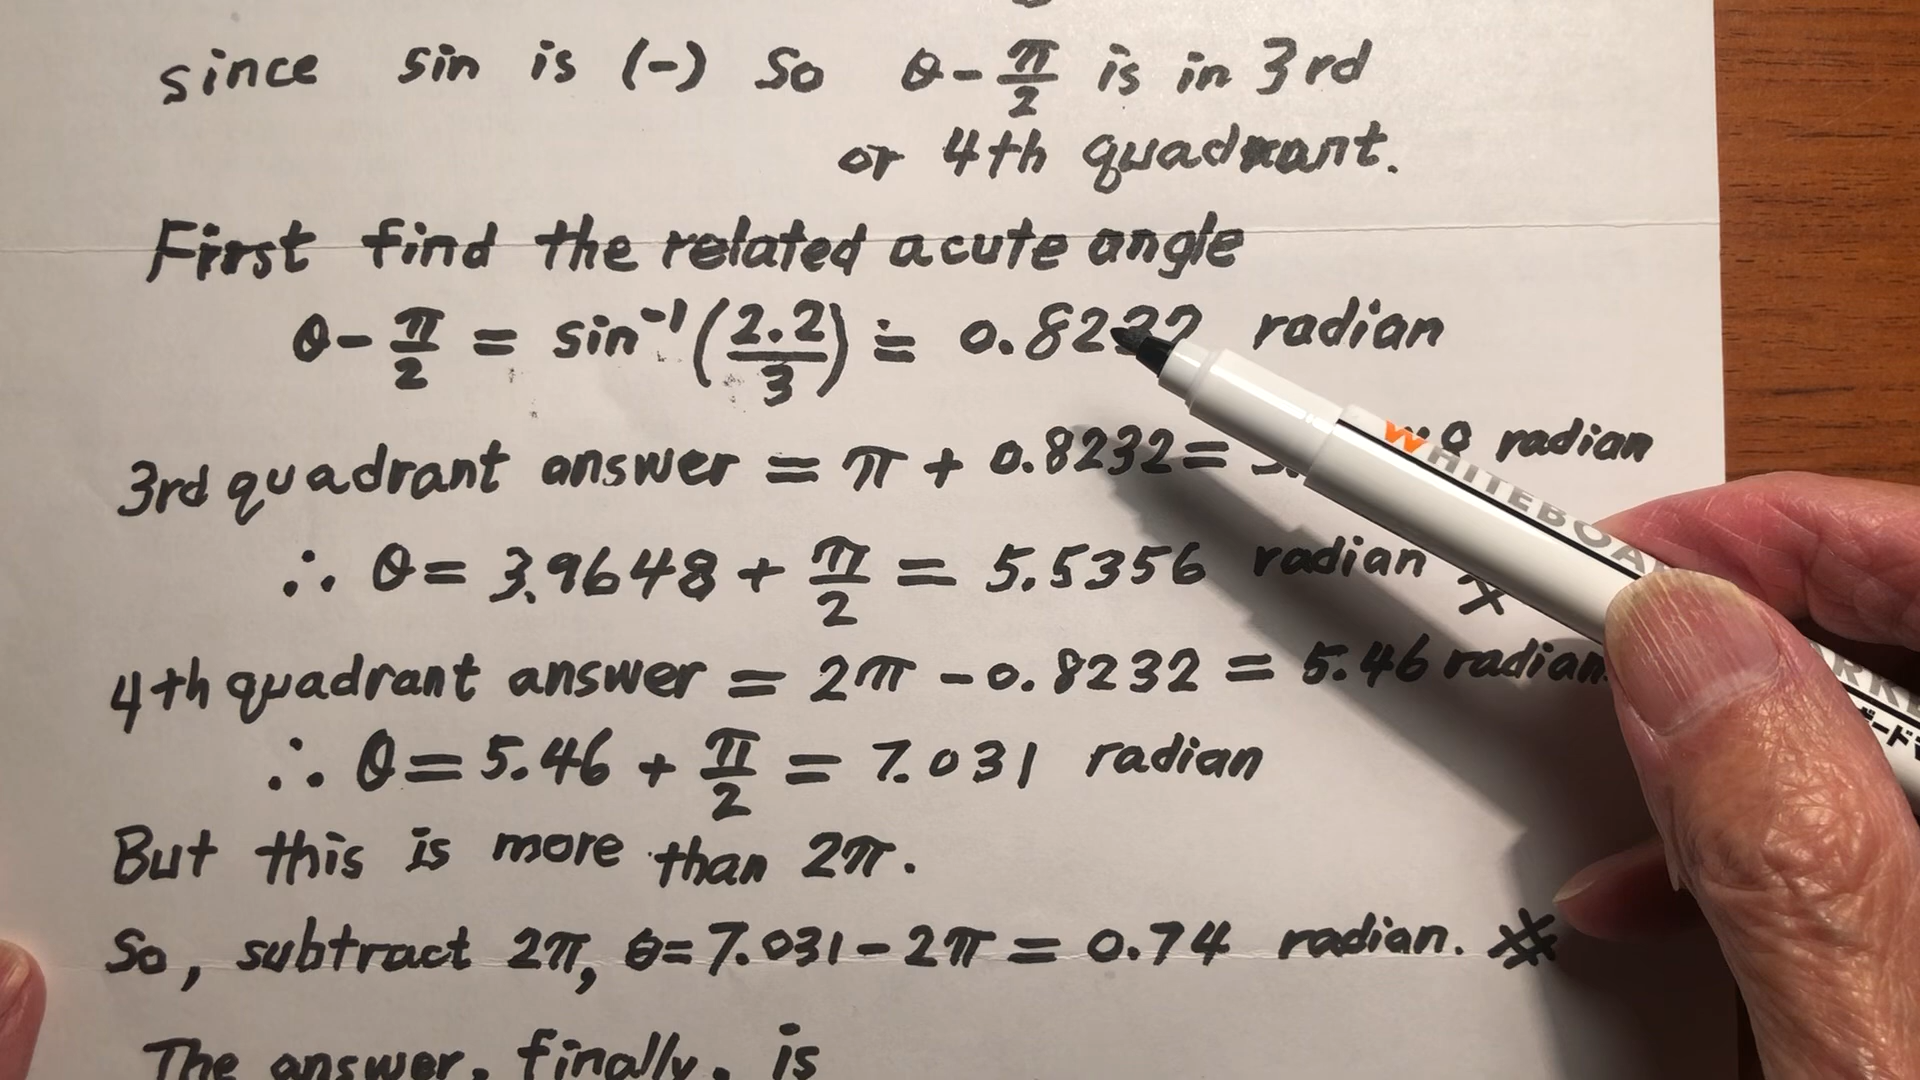 since sin is (-) So θ - π/2 is in 3rd
or 4th quadrant.
First find the related acute angle
θ - π/2 = sin⁻¹(2.2/3) ≐ 0.8232 radian
3rd quadrant answer = π + 0.8232 = radian
∴ θ = 3.9648 + π/2 = 5.5356 radian
4th quadrant answer = 2π - 0.8232 = 5.46 radian.
∴ θ = 5.46 + π/2 = 7.031 radian
But this is more than 2π.
So, subtract 2π, θ = 7.031 - 2π = 0.74 radian.
The answer, finally, is
WHITEBOA